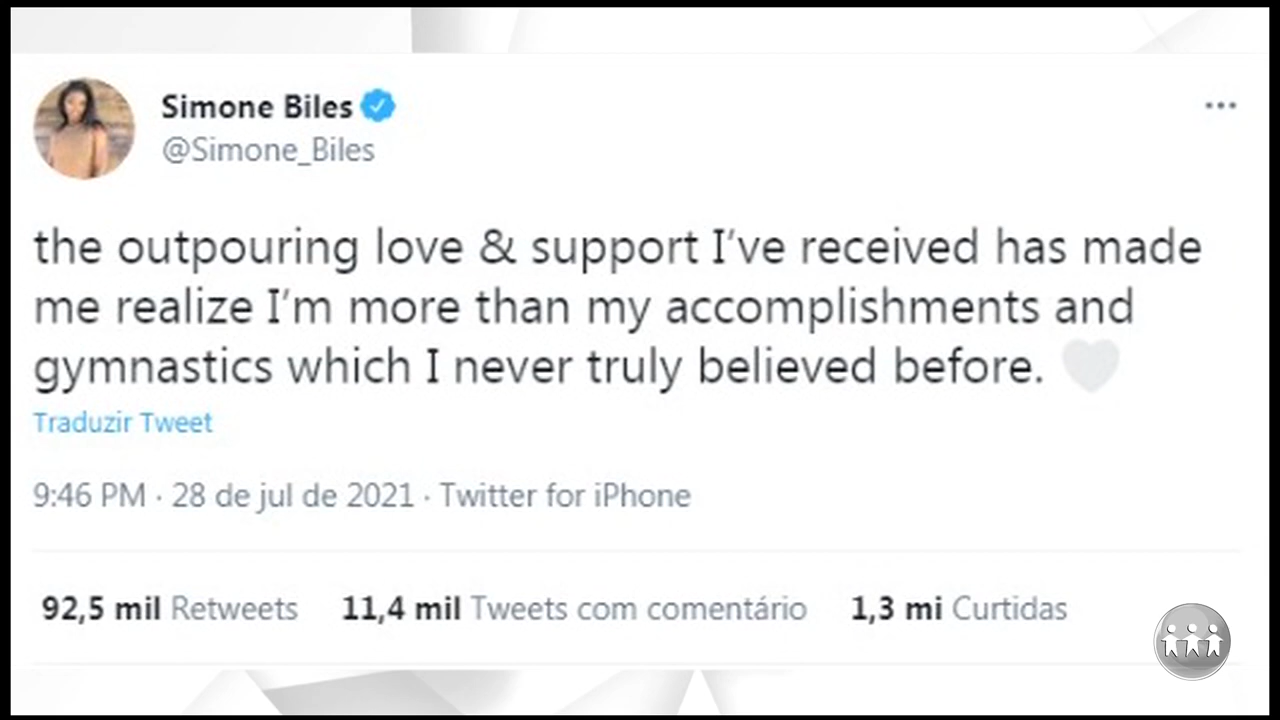 Simone Biles
@Simone_Biles
the outpouring love & support I've received has made
me realize I'm more than my accomplishments and
gymnastics which I never truly believed before. 🤍
Traduzir Tweet
9:46 PM · 28 de jul de 2021 · Twitter for iPhone
92,5 mil Retweets 11,4 mil Tweets com comentário 1,3 mi Curtidas